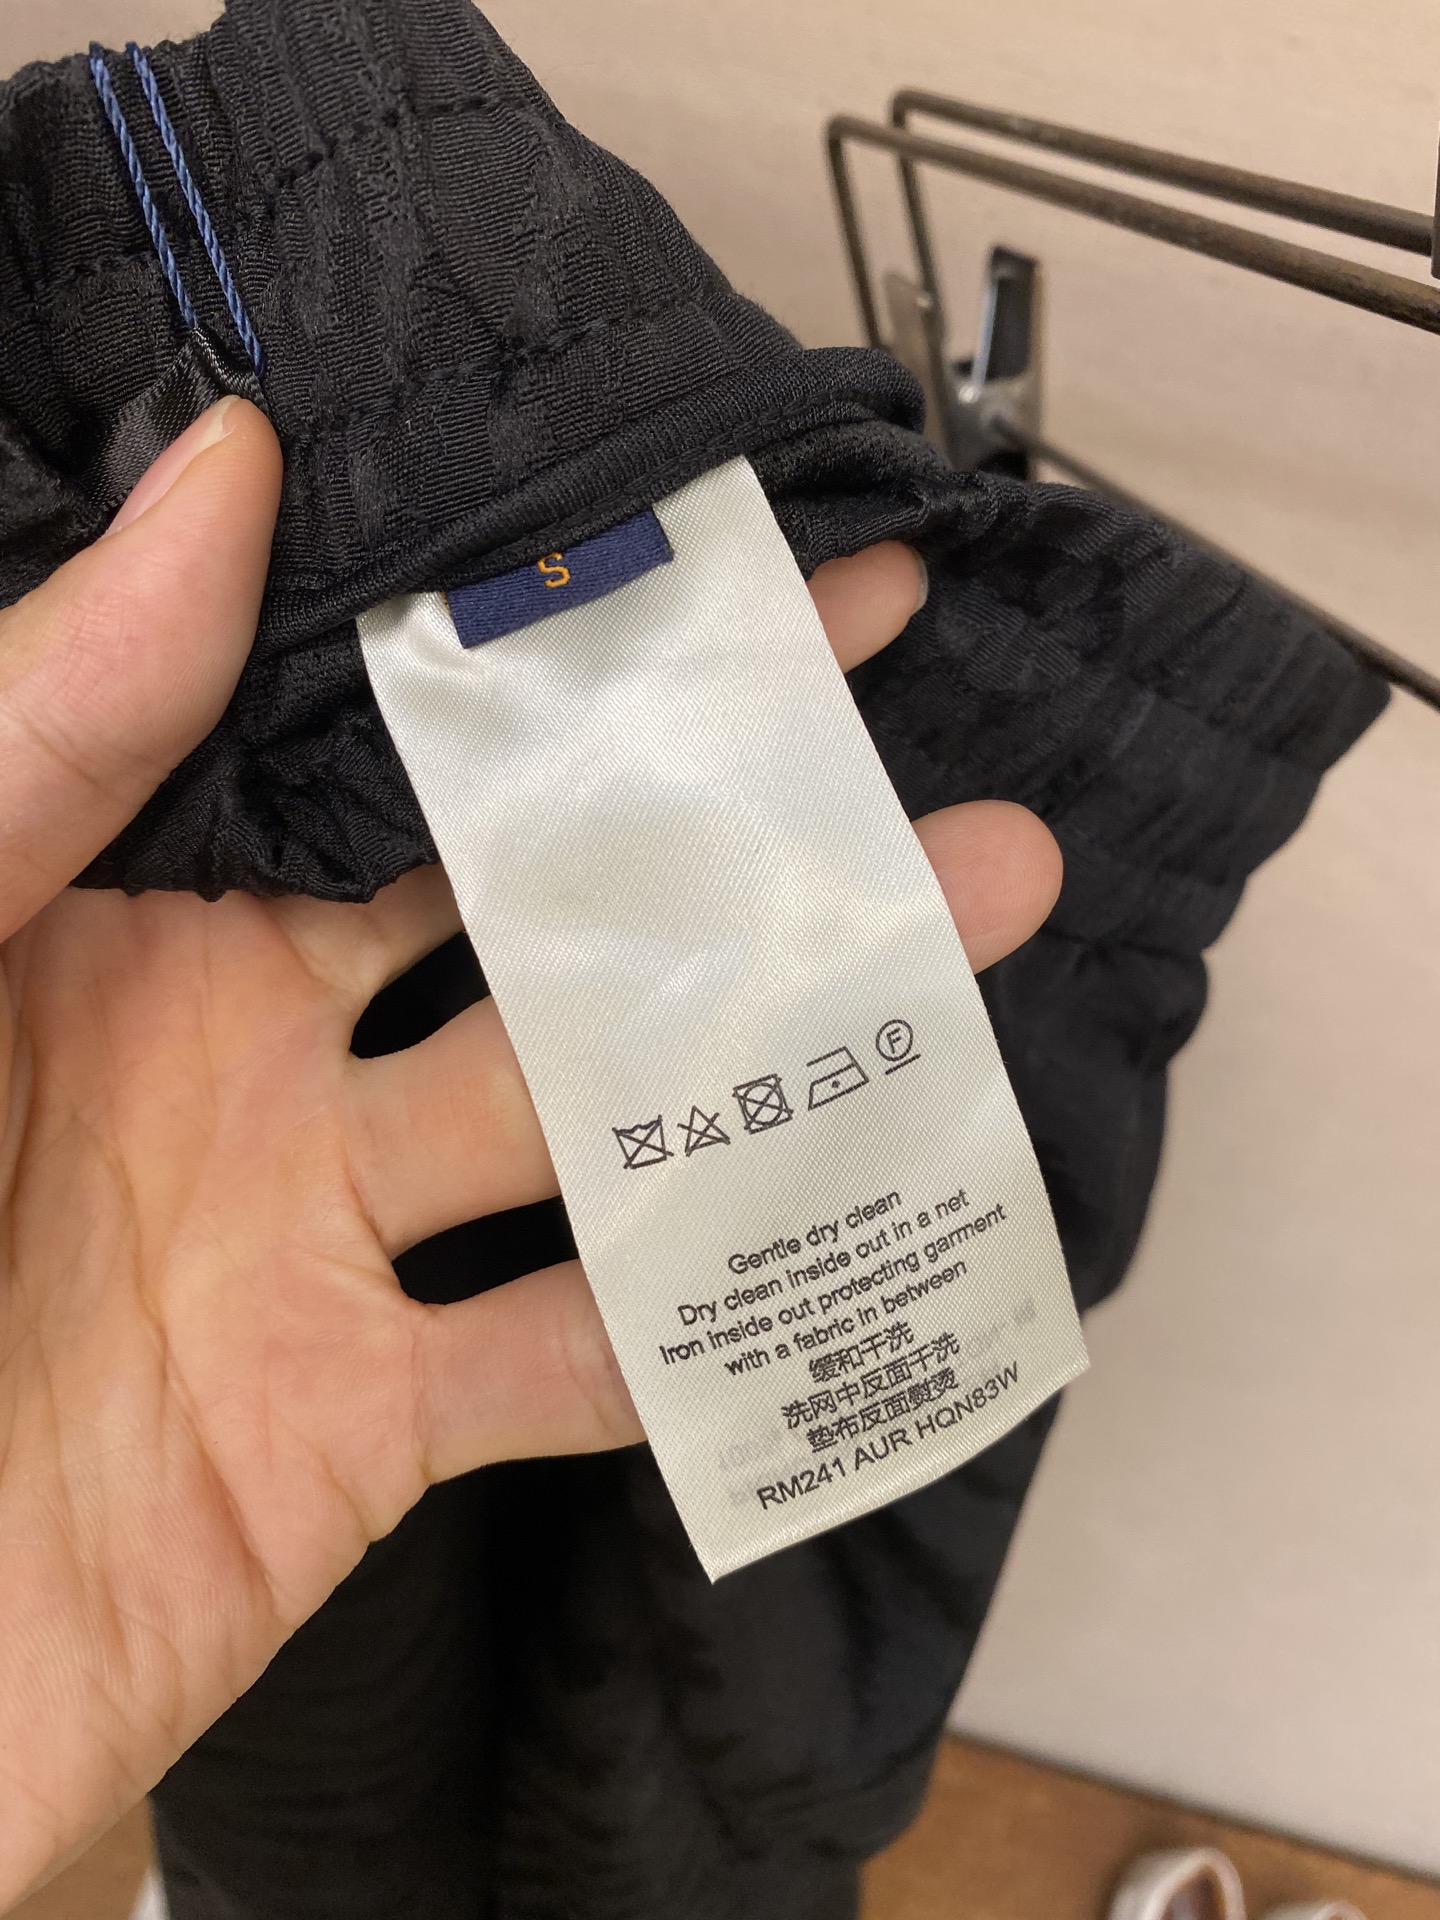 S
F
Gentle dry clean
Dry clean inside out in a net
Iron inside out protecting garment
with a fabric in between
缓和干洗
洗网中反面干洗
垫布反面熨烫
RM241 AUR HQN83W